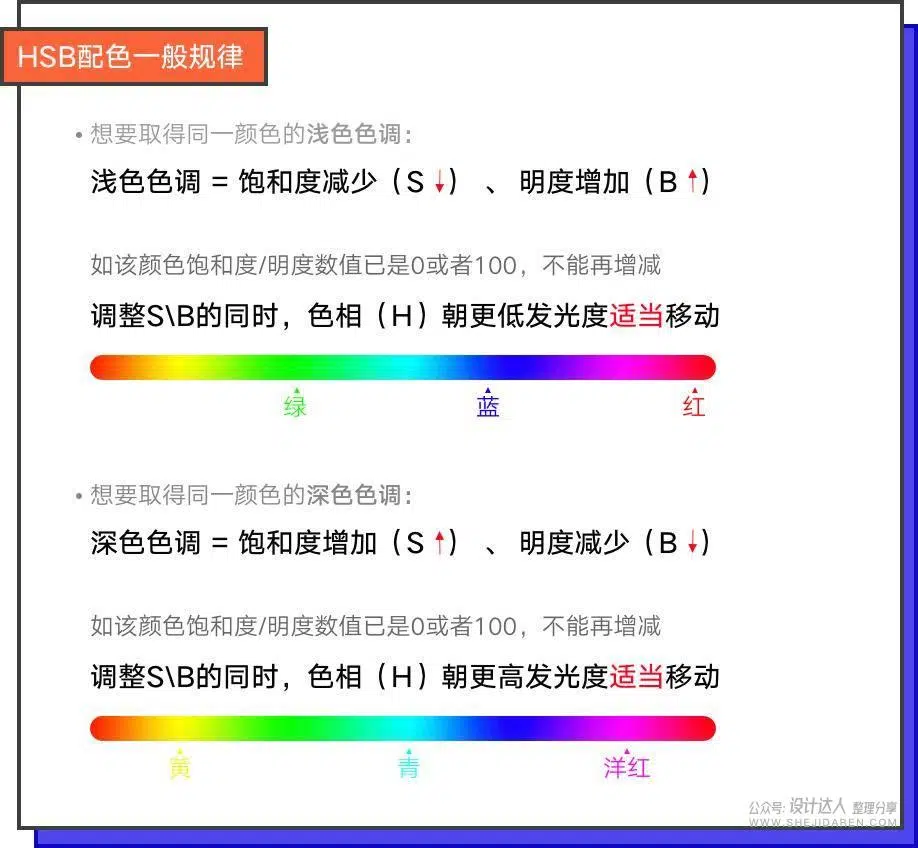 HSB配色一般规律
• 想要取得同一颜色的浅色色调:
浅色色调 = 饱和度减少（S↓） 、 明度增加（B↑）
如该颜色饱和度/明度数值已是0或者100，不能再增减
调整S\B的同时，色相（H）朝更低发光度适当移动
绿 蓝 红
• 想要取得同一颜色的深色色调:
深色色调 = 饱和度增加（S↑） 、 明度减少（B↓）
如该颜色饱和度/明度数值已是0或者100，不能再增减
调整S\B的同时，色相（H）朝更高发光度适当移动
黄 青 洋红
公众号: 设计达人 整理分享
WWW.SHEJIDAREN.COM